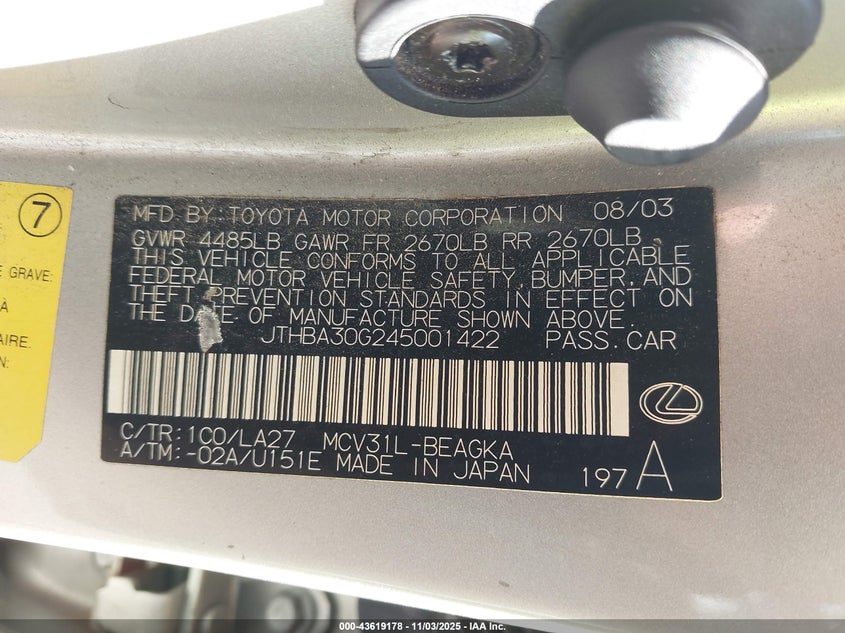 7
E GRAVE:
À
AIRE.
N:
MFD BY: TOYOTA MOTOR CORPORATION 08/03
GVWR 4485LB GAWR FR 2670LB RR 2670LB
THIS VEHICLE CONFORMS TO ALL APPLICABLE
FEDERAL MOTOR VEHICLE SAFETY, BUMPER, AND
THEFT PREVENTION STANDARDS IN EFFECT ON
THE DATE OF MANUFACTURE SHOWN ABOVE.
JTHBA30G245001422 PASS.CAR
C/TR:1C0/LA27 MCV31L-BEAGKA
A/TM:-02A/U151E MADE IN JAPAN
197A
000-43619178 - 11/03/2025 - IAA Inc.